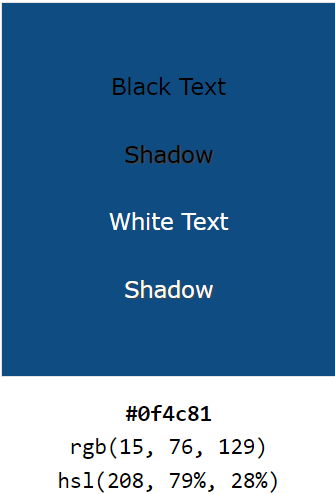 Black Text
Shadow
White Text
Shadow
#0f4c81
rgb(15, 76, 129)
hsl(208, 79%, 28%)